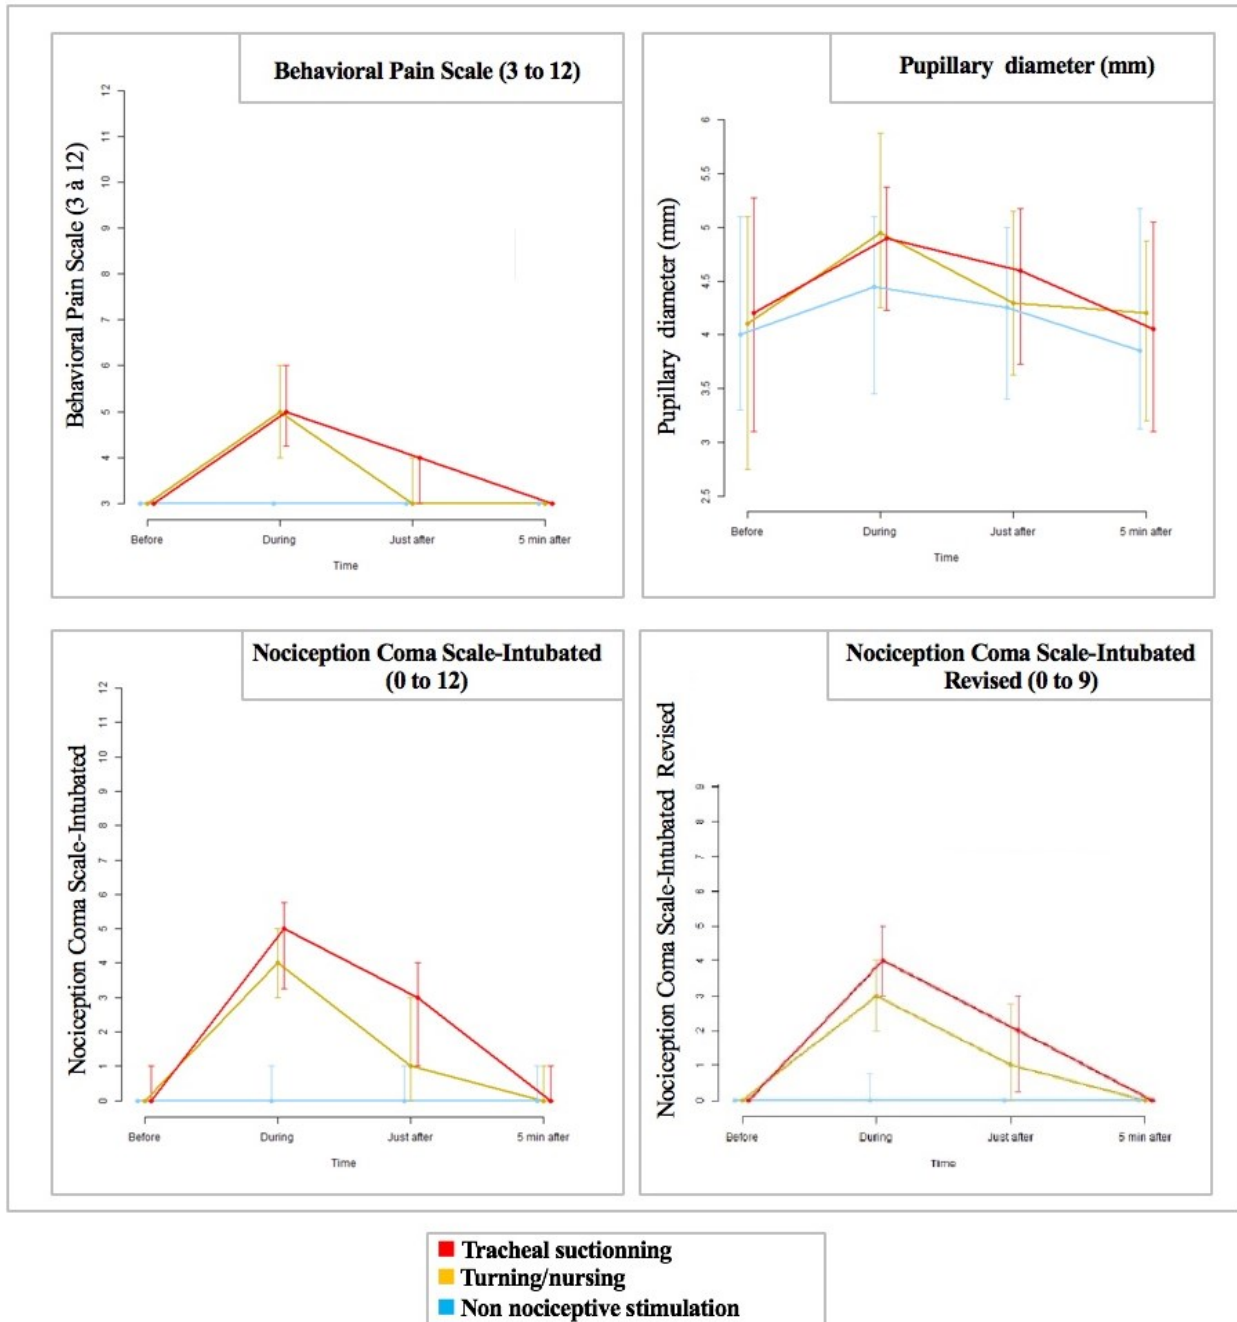 Behavioral Pain Scale (3 to 12)
Behavioral Pain Scale (3 à 12)
12
11
10
9
8
7
6
5
4
3
Before During Just after 5 min after
Time
Pupillary diameter (mm)
Pupillary diameter (mm)
6
5.5
5
4.5
4
3.5
3
2.5
Before During Just after 5 min after
Time
Nociception Coma Scale-Intubated
(0 to 12)
Nociception Coma Scale-Intubated
12
11
10
9
8
7
6
5
4
3
2
1
0
Before During Just after 5 min after
Time
Nociception Coma Scale-Intubated
Revised (0 to 9)
Nociception Coma Scale-Intubated Revised
9
8
7
6
5
4
3
2
1
0
Before During Just after 5 min after
Time
Tracheal suctionning
Turning/nursing
Non nociceptive stimulation